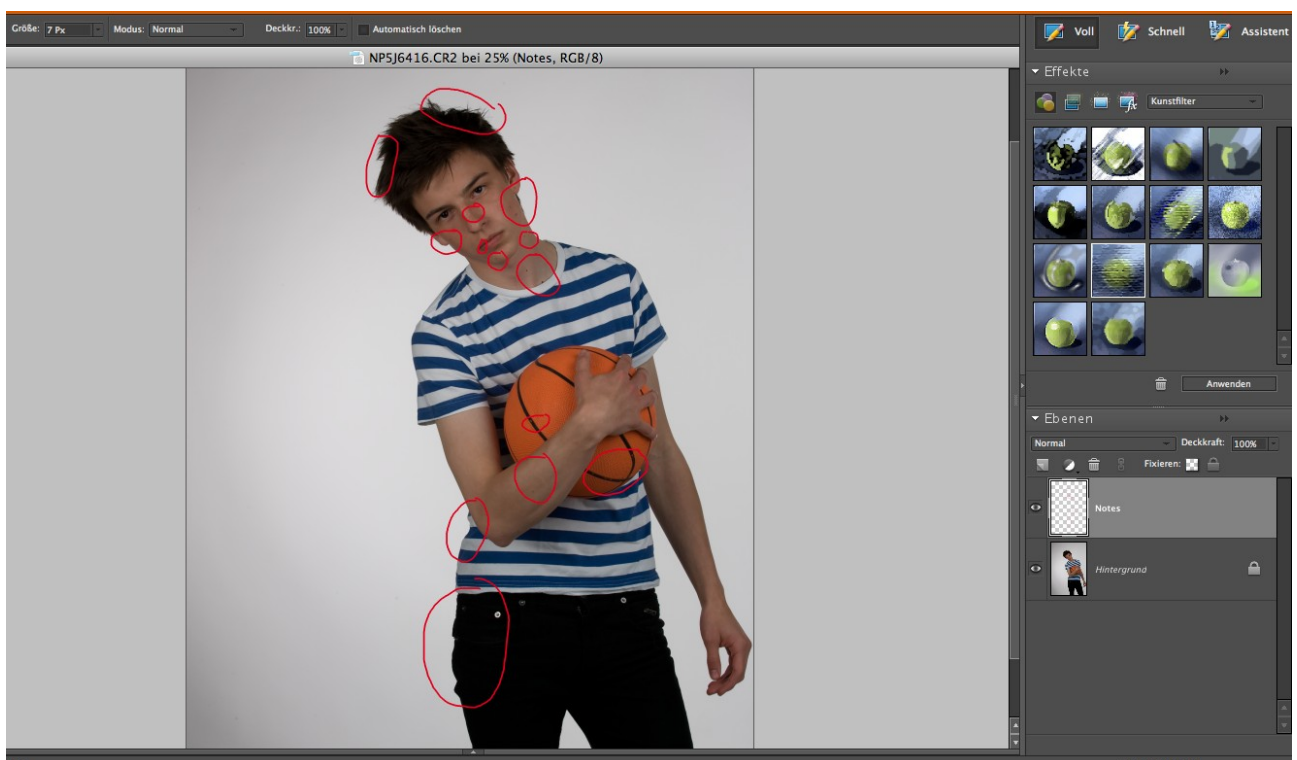 Größe: 7 Px Modus: Normal Deckkr.: 100% Automatisch löschen
Voll Schnell Assistent
NP5J6416.CR2 bei 25% (Notes, RGB/8)
Effekte
Kunstfilter
Anwenden
Ebenen
Normal Deckkraft: 100%
Fixieren:
Notes
Hintergrund